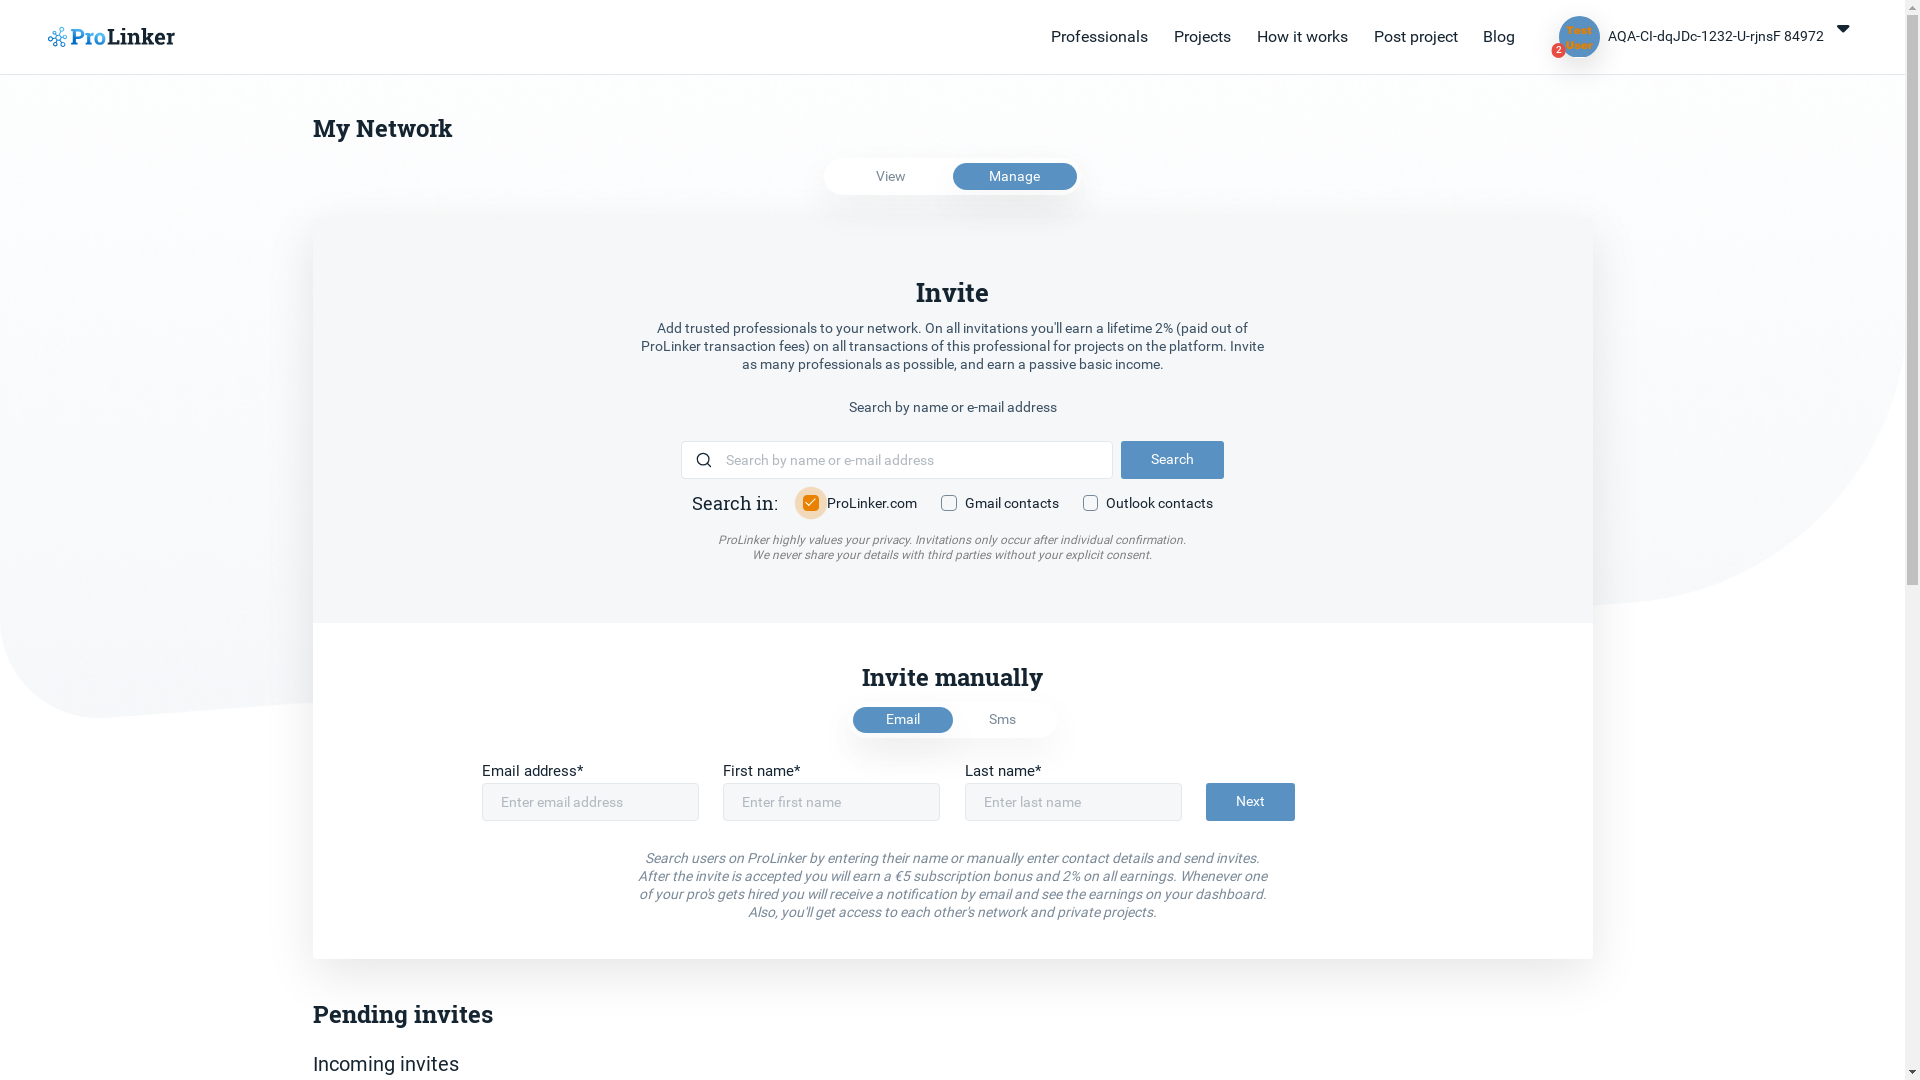 ProLinker
Professionals
Projects
How it works
Post project
Blog
Test
User
2
AQA-CI-dqJDc-1232-U-rjnsF 84972
My Network
View
Manage
Invite
Add trusted professionals to your network. On all invitations you'll earn a lifetime 2% (paid out of
ProLinker transaction fees) on all transactions of this professional for projects on the platform. Invite
as many professionals as possible, and earn a passive basic income.
Search by name or e-mail address
Search by name or e-mail address
Search
Search in:
ProLinker.com
Gmail contacts
Outlook contacts
ProLinker highly values your privacy. Invitations only occur after individual confirmation.
We never share your details with third parties without your explicit consent.
Invite manually
Email
Sms
Email address*
First name*
Last name*
Enter email address
Enter first name
Enter last name
Next
Search users on ProLinker by entering their name or manually enter contact details and send invites.
After the invite is accepted you will earn a €5 subscription bonus and 2% on all earnings. Whenever one
of your pro's gets hired you will receive a notification by email and see the earnings on your dashboard.
Also, you'll get access to each other's network and private projects.
Pending invites
Incoming invites